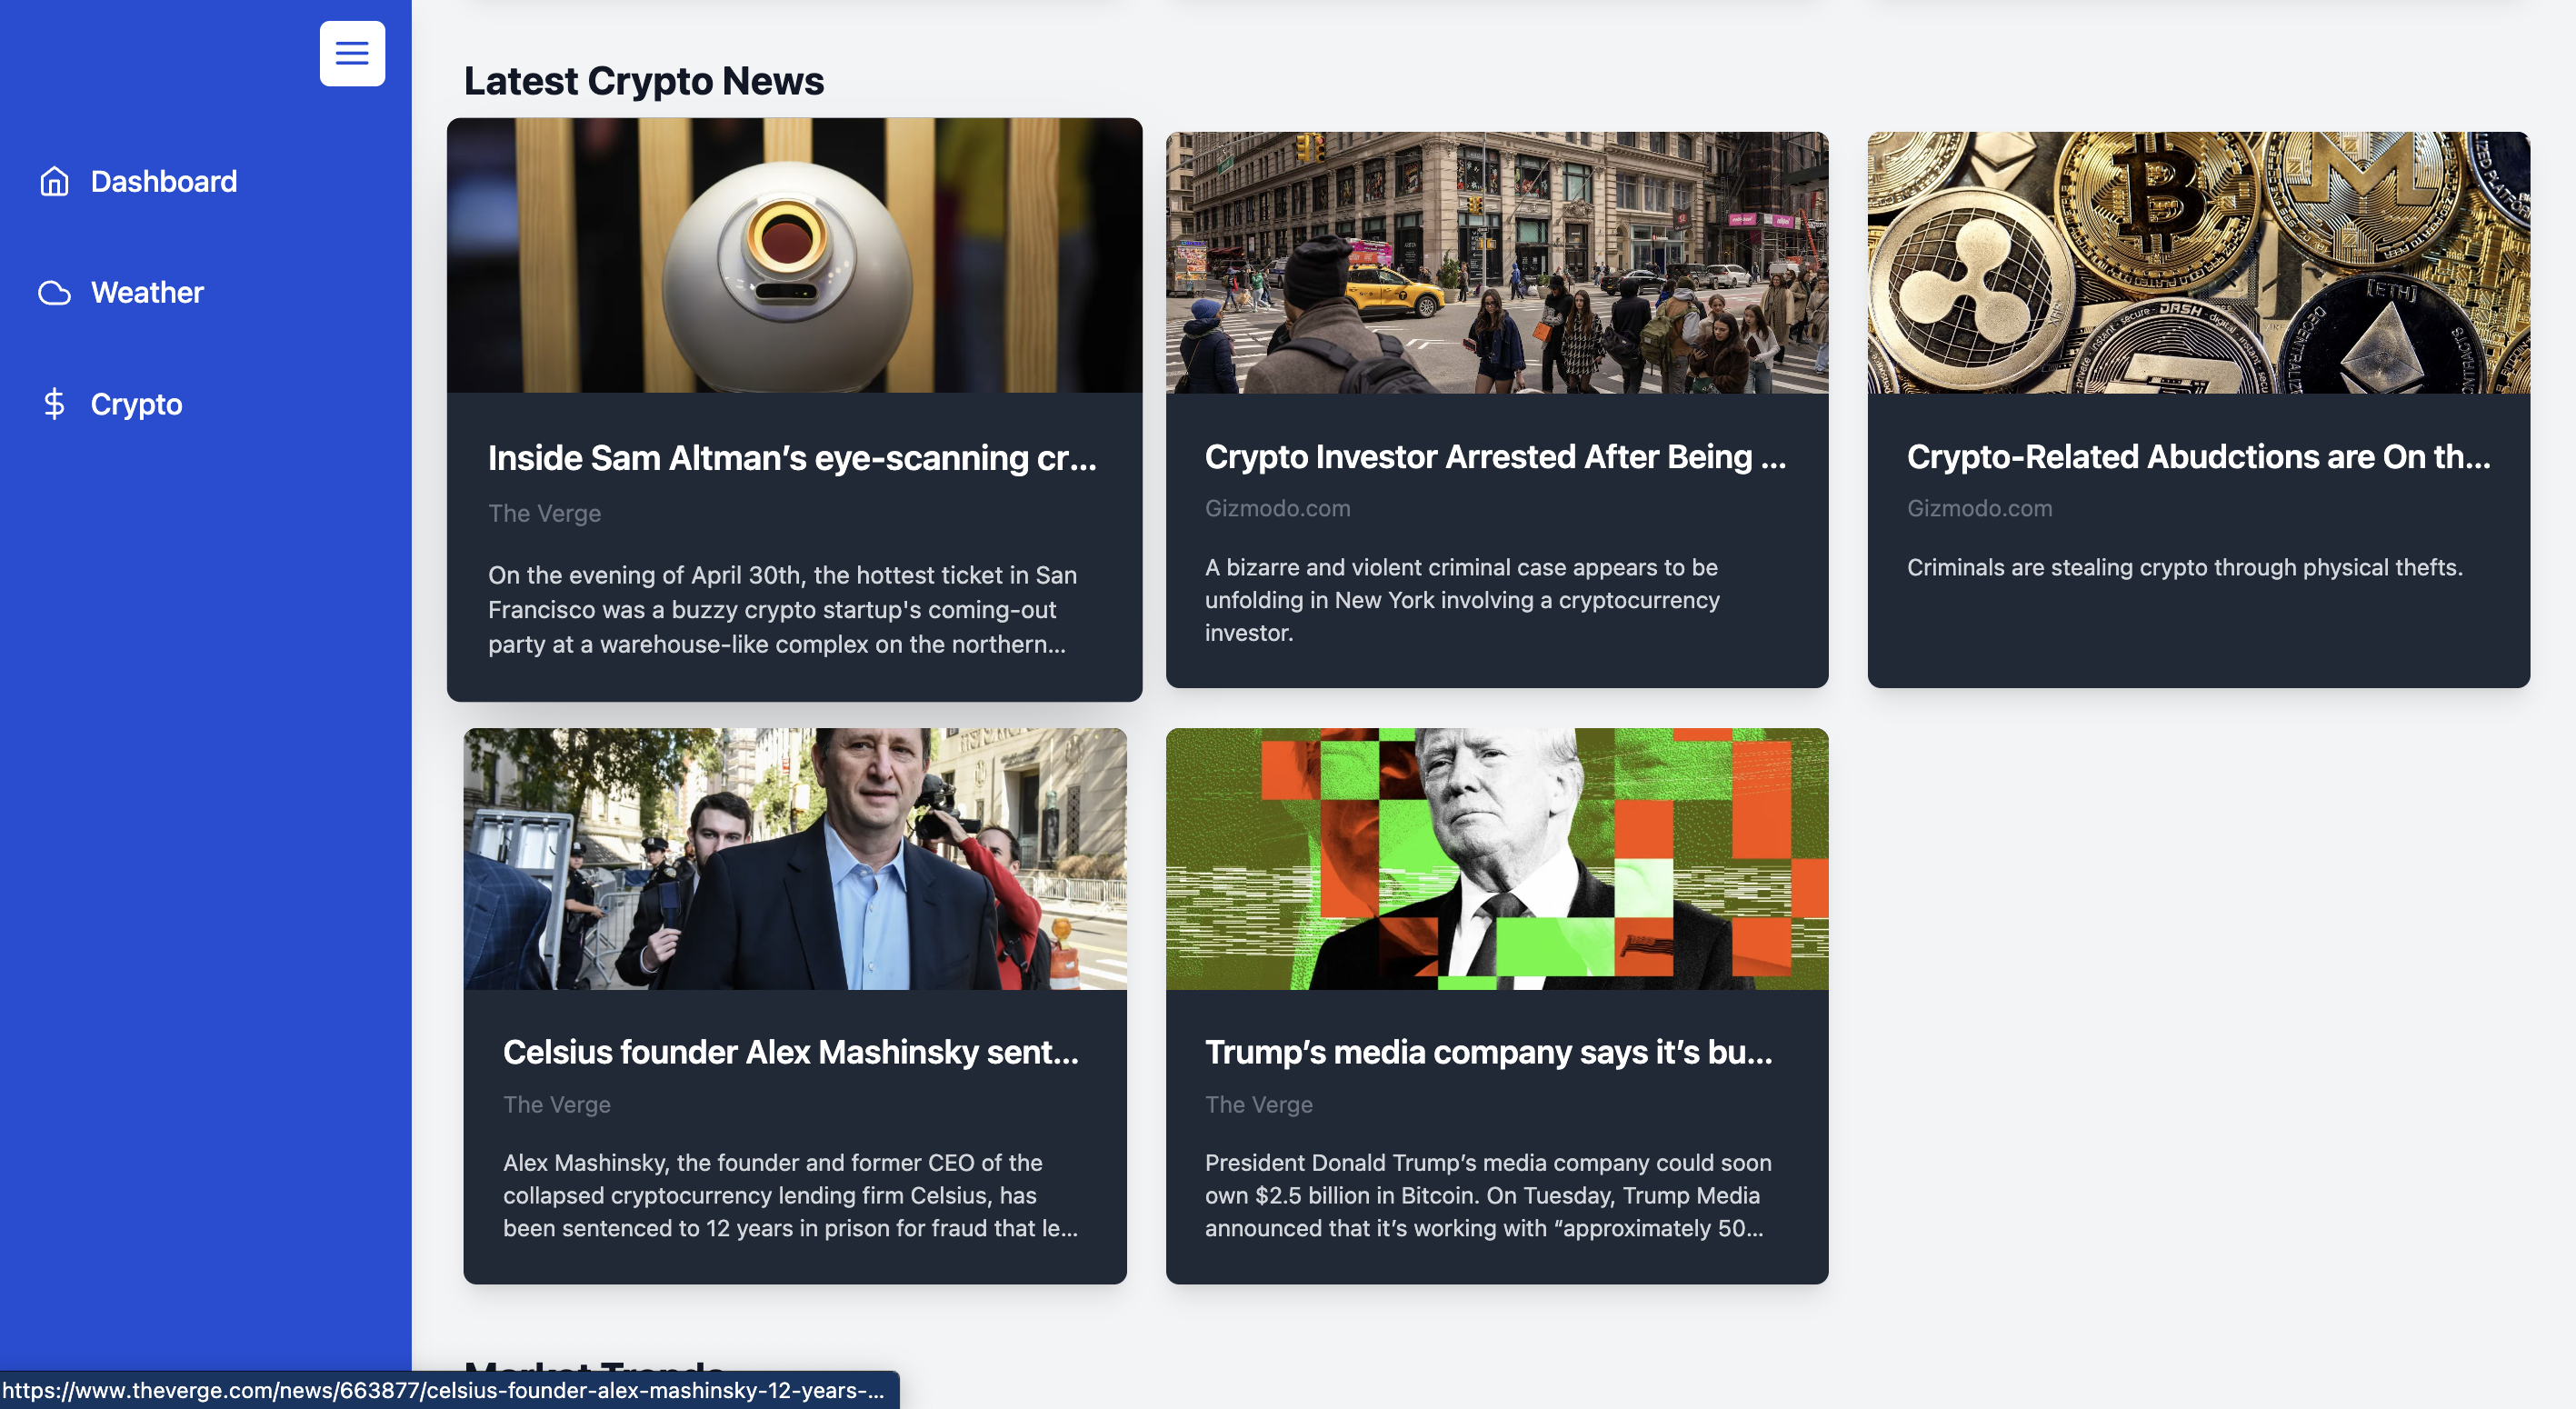 Latest Crypto News
Dashboard
Weather
Crypto
Inside Sam Altman’s eye-scanning cr...
The Verge
On the evening of April 30th, the hottest ticket in San
Francisco was a buzzy crypto startup's coming-out
party at a warehouse-like complex on the northern...
Crypto Investor Arrested After Being ...
Gizmodo.com
A bizarre and violent criminal case appears to be
unfolding in New York involving a cryptocurrency
investor.
[ETH]
DASH
Crypto-Related Abudctions are On th...
Gizmodo.com
Criminals are stealing crypto through physical thefts.
Celsius founder Alex Mashinsky sent...
The Verge
Alex Mashinsky, the founder and former CEO of the
collapsed cryptocurrency lending firm Celsius, has
been sentenced to 12 years in prison for fraud that le...
Trump’s media company says it’s bu...
The Verge
President Donald Trump’s media company could soon
own $2.5 billion in Bitcoin. On Tuesday, Trump Media
announced that it’s working with “approximately 50...
Market Trends
https://www.theverge.com/news/663877/celsius-founder-alex-mashinsky-12-years-...